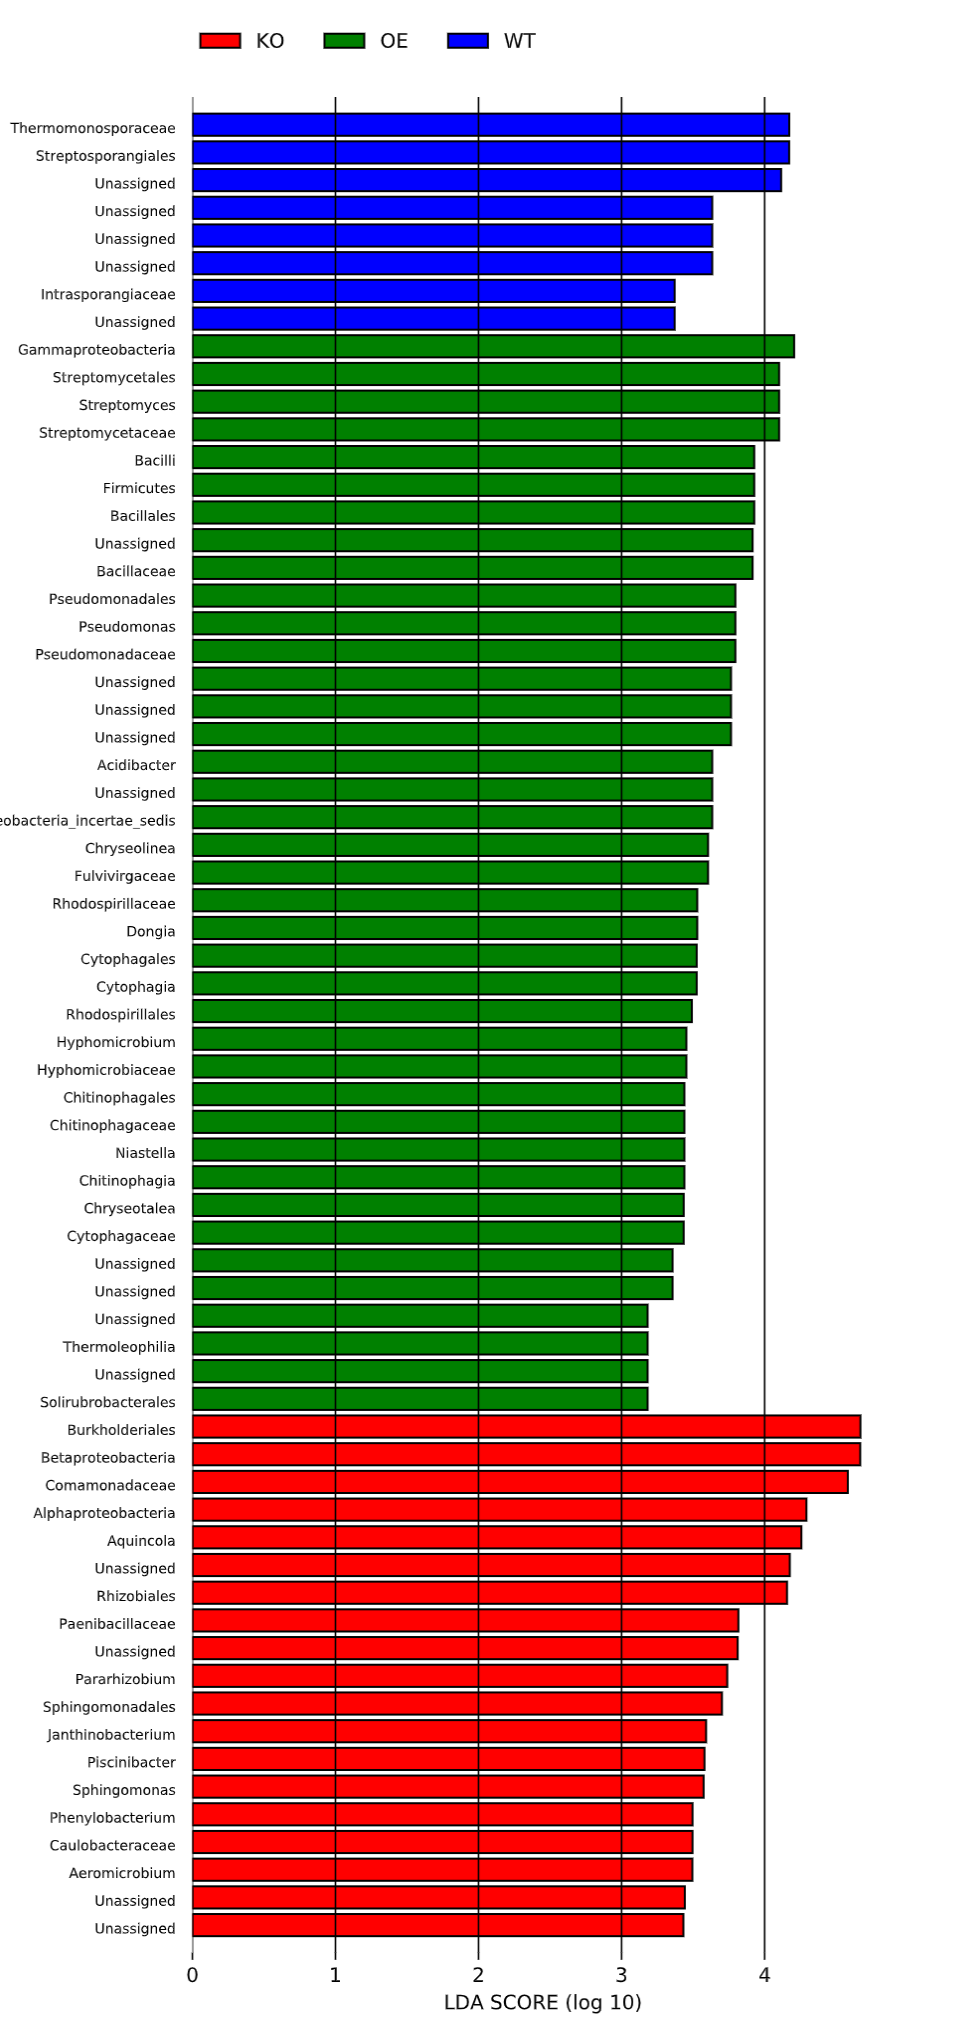 KO OE WT
Thermomonosporaceae
Streptosporangiales
Unassigned
Unassigned
Unassigned
Unassigned
Intrasporangiaceae
Unassigned
Gammaproteobacteria
Streptomycetales
Streptomyces
Streptomycetaceae
Bacilli
Firmicutes
Bacillales
Unassigned
Bacillaceae
Pseudomonadales
Pseudomonas
Pseudomonadaceae
Unassigned
Unassigned
Unassigned
Acidibacter
Unassigned
eobacteria_incertae_sedis
Chryseolinea
Fulvivirgaceae
Rhodospirillaceae
Dongia
Cytophagales
Cytophagia
Rhodospirillales
Hyphomicrobium
Hyphomicrobiaceae
Chitinophagales
Chitinophagaceae
Niastella
Chitinophagia
Chryseotalea
Cytophagaceae
Unassigned
Unassigned
Unassigned
Thermoleophilia
Unassigned
Solirubrobacterales
Burkholderiales
Betaproteobacteria
Comamonadaceae
Alphaproteobacteria
Aquincola
Unassigned
Rhizobiales
Paenibacillaceae
Unassigned
Pararhizobium
Sphingomonadales
Janthinobacterium
Piscinibacter
Sphingomonas
Phenylobacterium
Caulobacteraceae
Aeromicrobium
Unassigned
Unassigned
0 1 2 3 4
LDA SCORE (log 10)